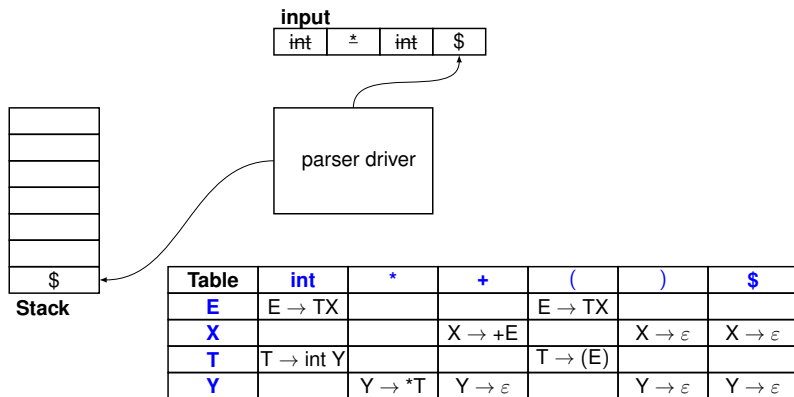 input
int * int $
parser driver
$
Stack
Table int * + ( ) $
E E → TX E → TX
X X → +E X → ε X → ε
T T → int Y T → (E)
Y Y → *T Y → ε Y → ε Y → ε